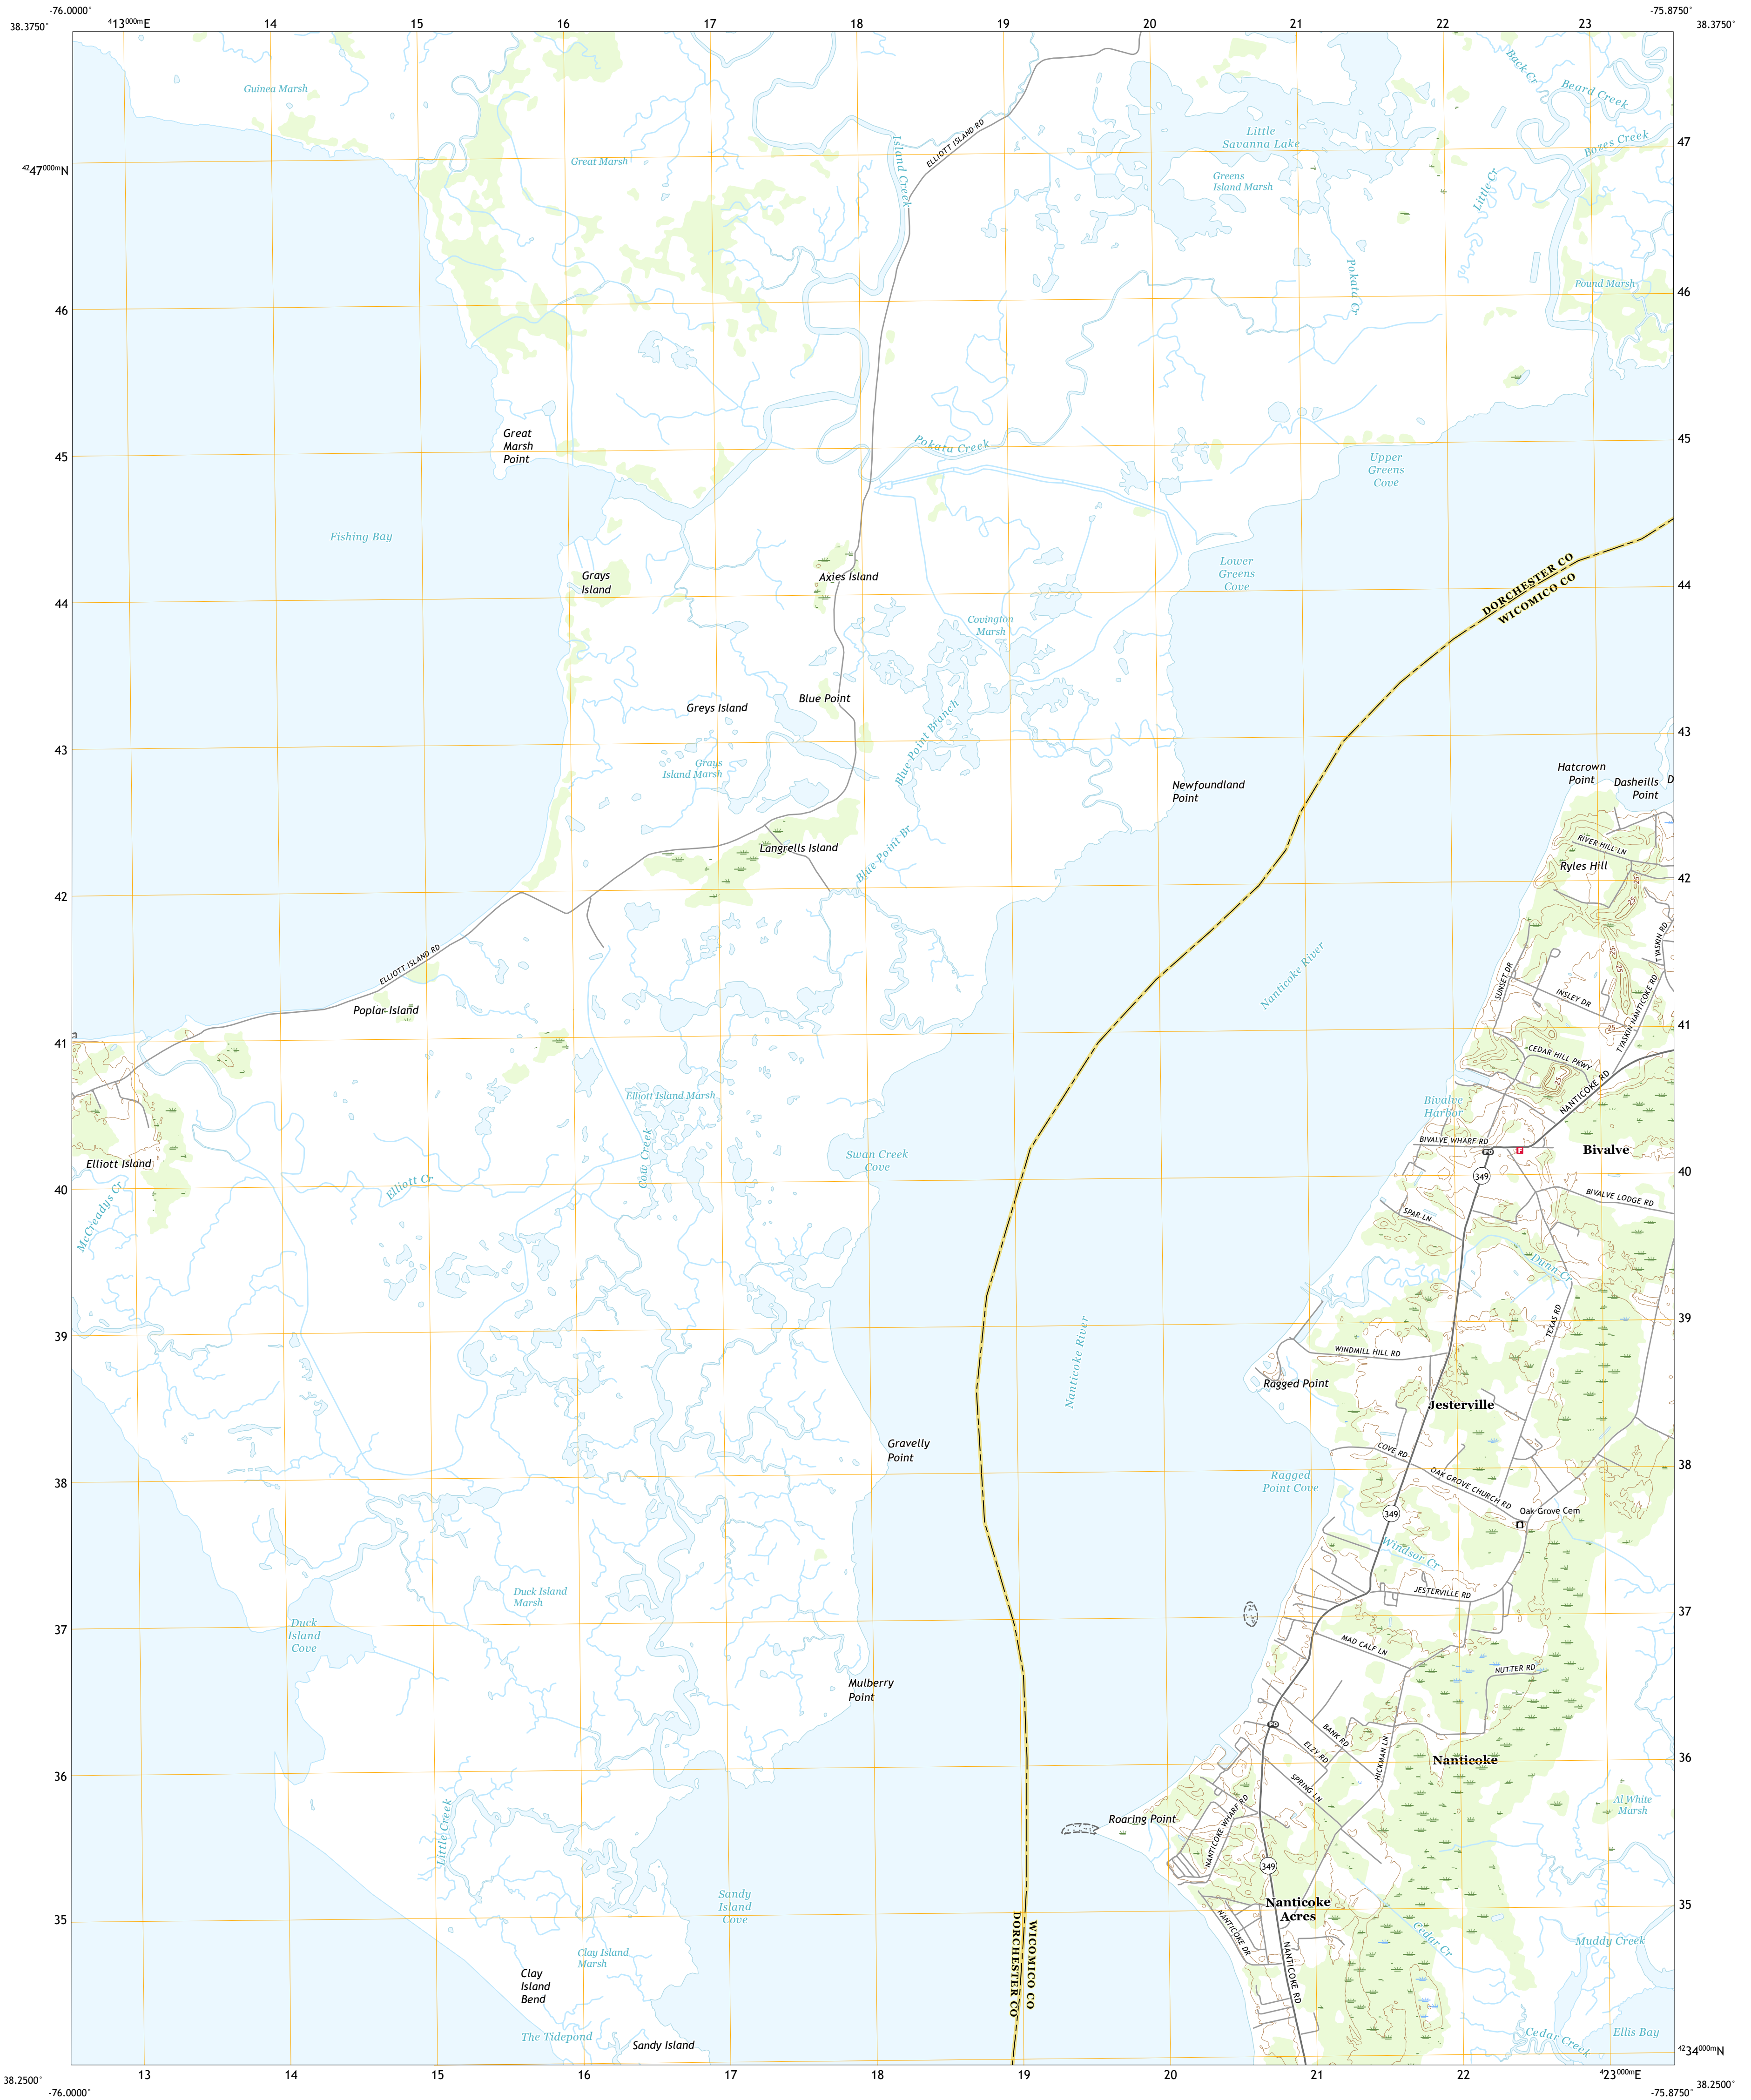 -76.0000°
-75.8750°
38.3750°
⁴13⁰⁰⁰ᵐE
14
15
16
17
18
19
20
21
22
23
38.3750°
Back Cr
Beard Creek
Guinea Marsh
Little
Savanna Lake
Island Creek
ELLIOTT ISLAND RD
Bozes Creek
47
Great Marsh
⁴²47⁰⁰⁰ᵐN
Greens
Island Marsh
Little Cr
Pokata Cr
Pound Marsh
46
46
Great
Marsh
Point
Pokata Creek
45
45
Upper
Greens
Cove
Fishing Bay
Lower
Greens
Cove
DORCHESTER CO
WICOMICO CO
Grays
Island
Axies Island
44
44
Covington
Marsh
Blue Point
Greys Island
Blue Point Branch
43
43
Grays
Island Marsh
Newfoundland
Point
Hatcrown
Point
Dasheills
Point
D
RIVER HILL LN
Langrells Island
Blue Point Br
Ryles Hill
42
42
25
25
ELLIOTT ISLAND RD
Nanticoke River
TYASKIN RD
25
25
SUNSET DR
INSLEY DR
TYASKIN NANTICOKE RD
Poplar Island
25
41
41
CEDAR HILL PKWY
25
NANTICOKE RD
Elliott Island Marsh
Bivalve
Harbor
BIVALVE WHARF RD
PO
F
Bivalve
Cow Creek
Swan Creek
Cove
Elliott Island
349
40
40
McCreadys Cr
Elliott Cr
BIVALVE LODGE RD
SPAR LN
Dunn Cr
39
39
TEXAS RD
Nanticoke River
WINDMILL HILL RD
Ragged Point
Jesterville
Gravelly
Point
COVE RD
38
38
Ragged
Point Cove
OAK GROVE CHURCH RD
Oak Grove Cem
349
Windsor Cr
Duck Island
Marsh
JESTERVILLE RD
Duck
Island
Cove
37
37
MAD CALF LN
NUTTER RD
Mulberry
Point
PO
BANK RD
ELZY RD
HICKMAN LN
Nanticoke
36
36
SPRING LN
Al White
Marsh
Little Creek
Roaring Point
NANTICOKE WHARF RD
349
Sandy
Island
Cove
Nanticoke
Acres
35
35
NANTICOKE DR
Cedar Cr
Muddy Creek
WICOMICO CO
DORCHESTER CO
Clay Island
Marsh
Clay
Island
Bend
NANTICOKE RD
The Tidepond
Sandy Island
Cedar Creek
Ellis Bay
⁴²34⁰⁰⁰ᵐN
38.2500°
13
14
15
16
17
18
19
20
21
22
⁴23⁰⁰⁰ᵐE
38.2500°
-76.0000°
-75.8750°